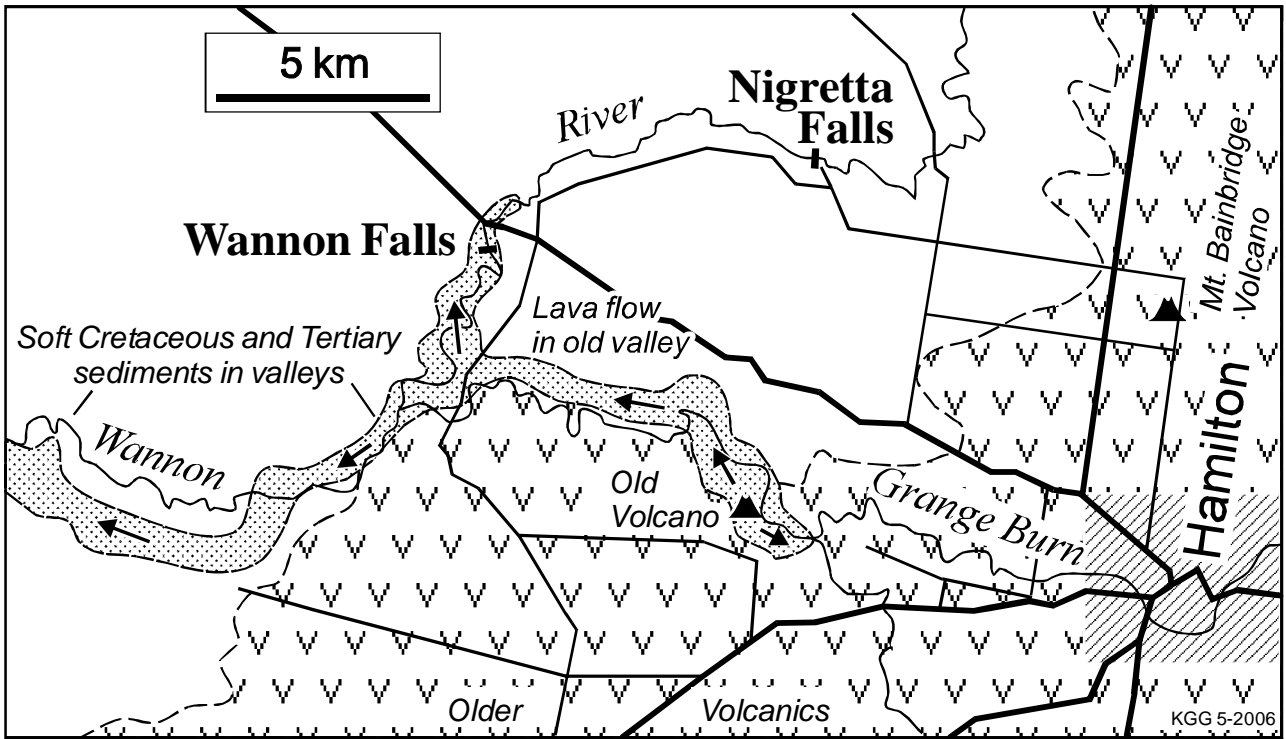 5 km
River
Nigretta
Falls
Mt. Bainbridge
Volcano
Wannon Falls
Lava flow
in old valley
Soft Cretaceous and Tertiary
sediments in valleys
Wannon
Old
Volcano
Grange Burn
Hamilton
Older
Volcanics
KGG 5-2006